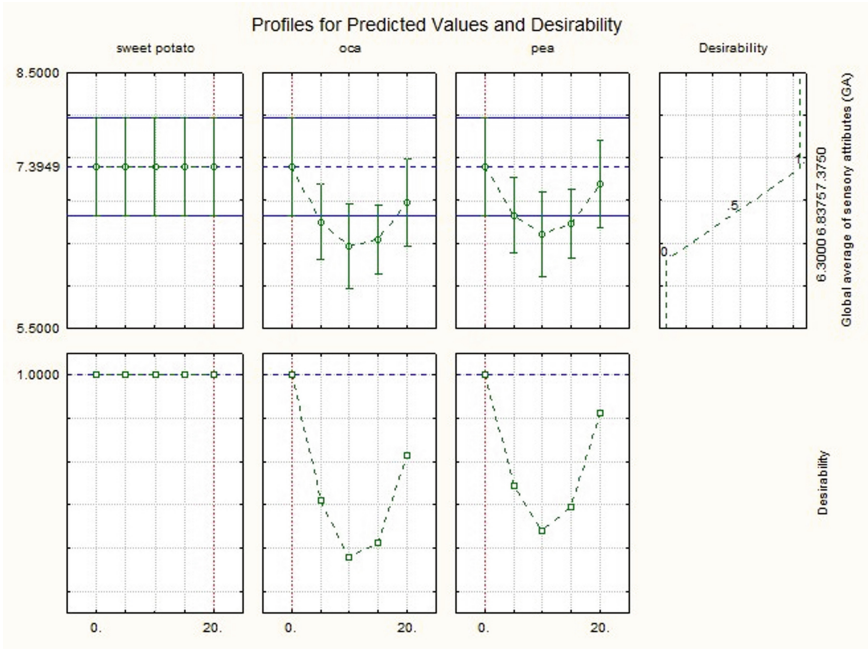 Profiles for Predicted Values and Desirability
sweet potato
oca
pea
Desirability
8.5000
7.3949
5.5000
1.
.5
0.
6.3000 6.8375 7.3750
Global average of sensory attributes (GA)
1.0000
Desirability
0.
20.
0.
20.
0.
20.